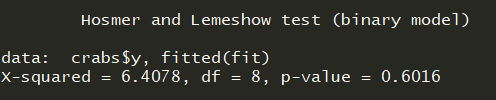 Hosmer and Lemeshow test (binary model)
data:  crabs$y, fitted(fit)
X-squared = 6.4078, df = 8, p-value = 0.6016